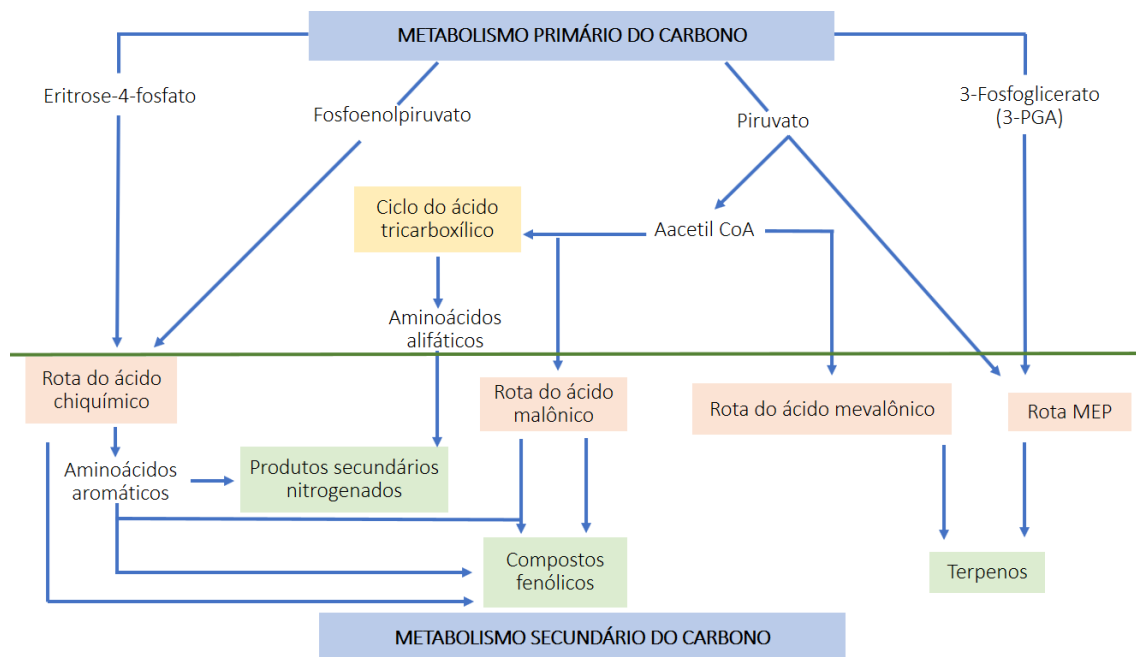 METABOLISMO PRIMÁRIO DO CARBONO
Eritrose-4-fosfato
Fosfoenolpiruvato
Piruvato
3-Fosfoglicerato
(3-PGA)
Ciclo do ácido
tricarboxílico
Aacetil CoA
Aminoácidos
alifáticos
Rota do ácido
chiquímico
Rota do ácido
malônico
Rota do ácido mevalônico
Rota MEP
Aminoácidos
aromáticos
Produtos secundários
nitrogenados
Compostos
fenólicos
Terpenos
METABOLISMO SECUNDÁRIO DO CARBONO